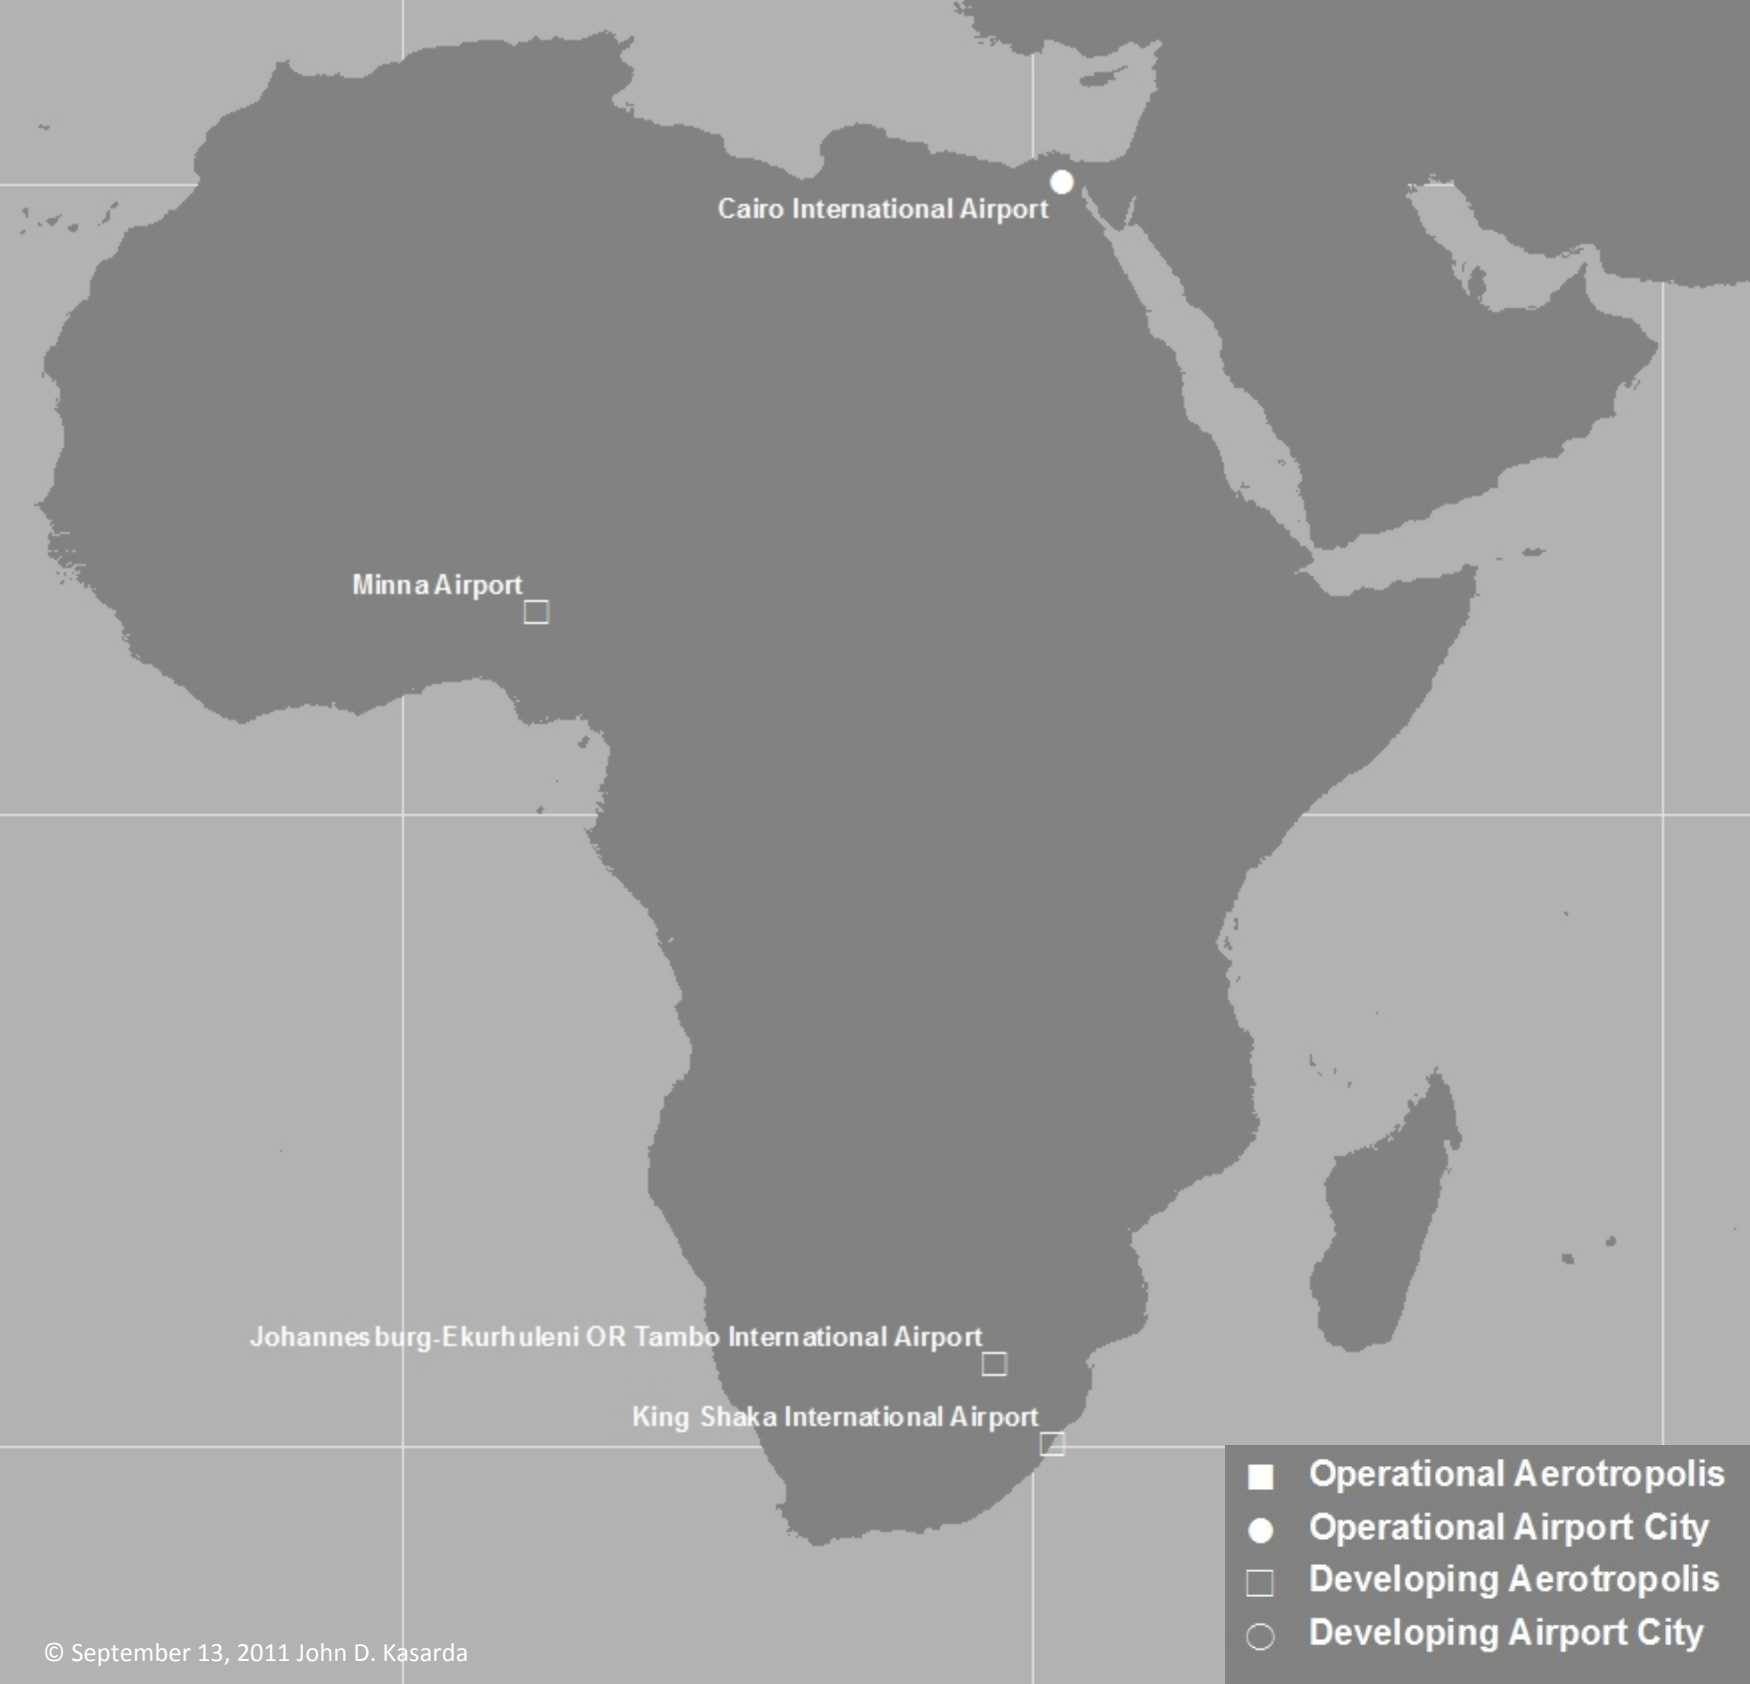 Cairo International Airport
Minna Airport
Johannesburg-Ekurhuleni OR Tambo International Airport
King Shaka International Airport
Operational Aerotropolis
Operational Airport City
Developing Aerotropolis
Developing Airport City
© September 13, 2011 John D. Kasarda